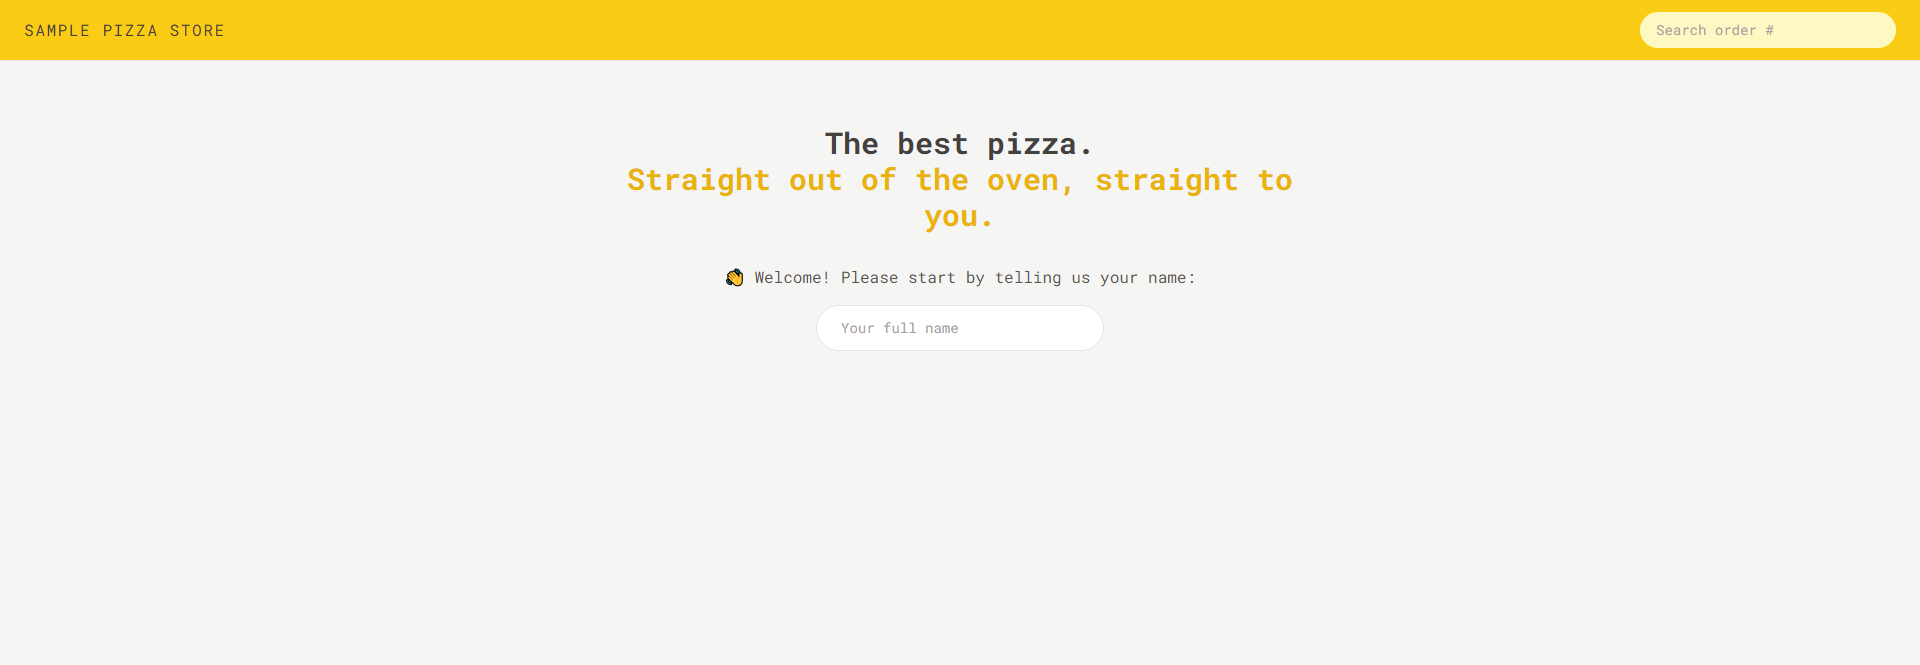 SAMPLE PIZZA STORE
Search order #
The best pizza.
Straight out of the oven, straight to
you.
👋 Welcome! Please start by telling us your name:
Your full name